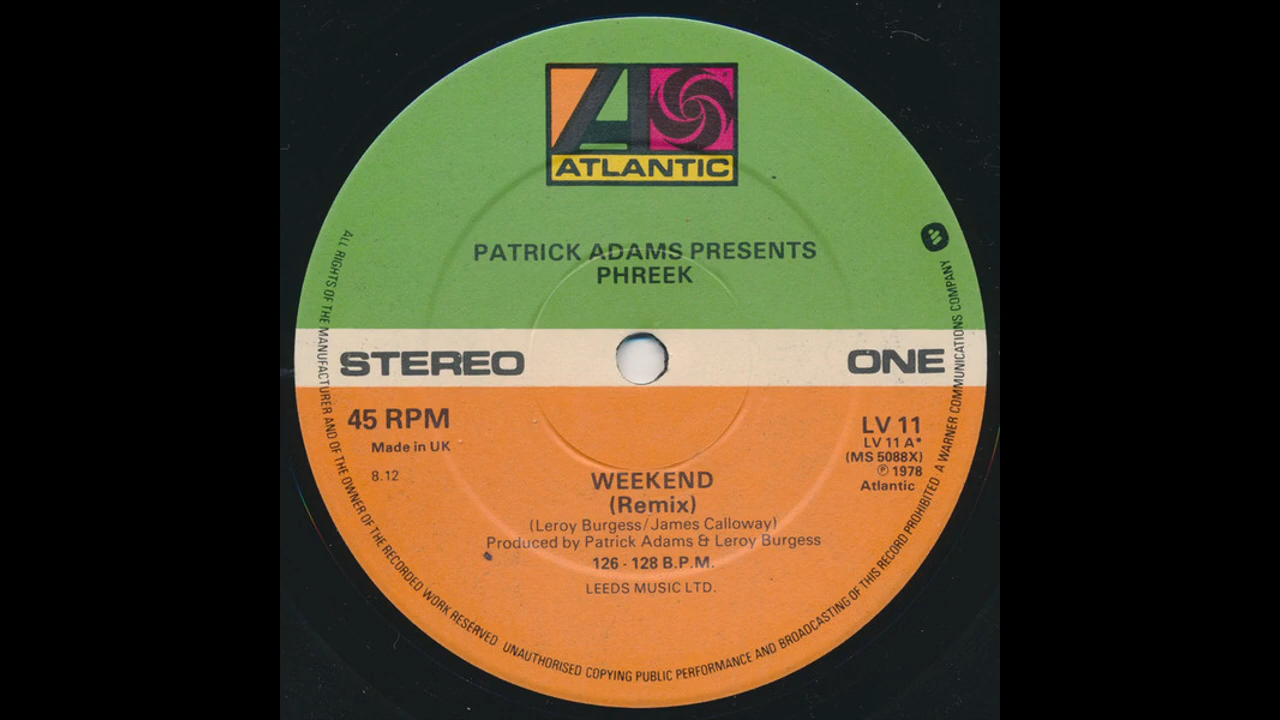 ATLANTIC
PATRICK ADAMS PRESENTS
PHREEK
STEREO
ONE
45 RPM
Made in UK
8.12
LV 11
LV 11 A*
(MS 5088X)
℗ 1978
Atlantic
WEEKEND
(Remix)
(Leroy Burgess/James Calloway)
Produced by Patrick Adams & Leroy Burgess
126 - 128 B.P.M.
LEEDS MUSIC LTD.
ALL RIGHTS OF THE MANUFACTURER AND OF THE OWNER OF THE RECORDED WORK RESERVED UNAUTHORISED COPYING PUBLIC PERFORMANCE AND BROADCASTING OF THIS RECORD PROHIBITED A WARNER COMMUNICATIONS COMPANY